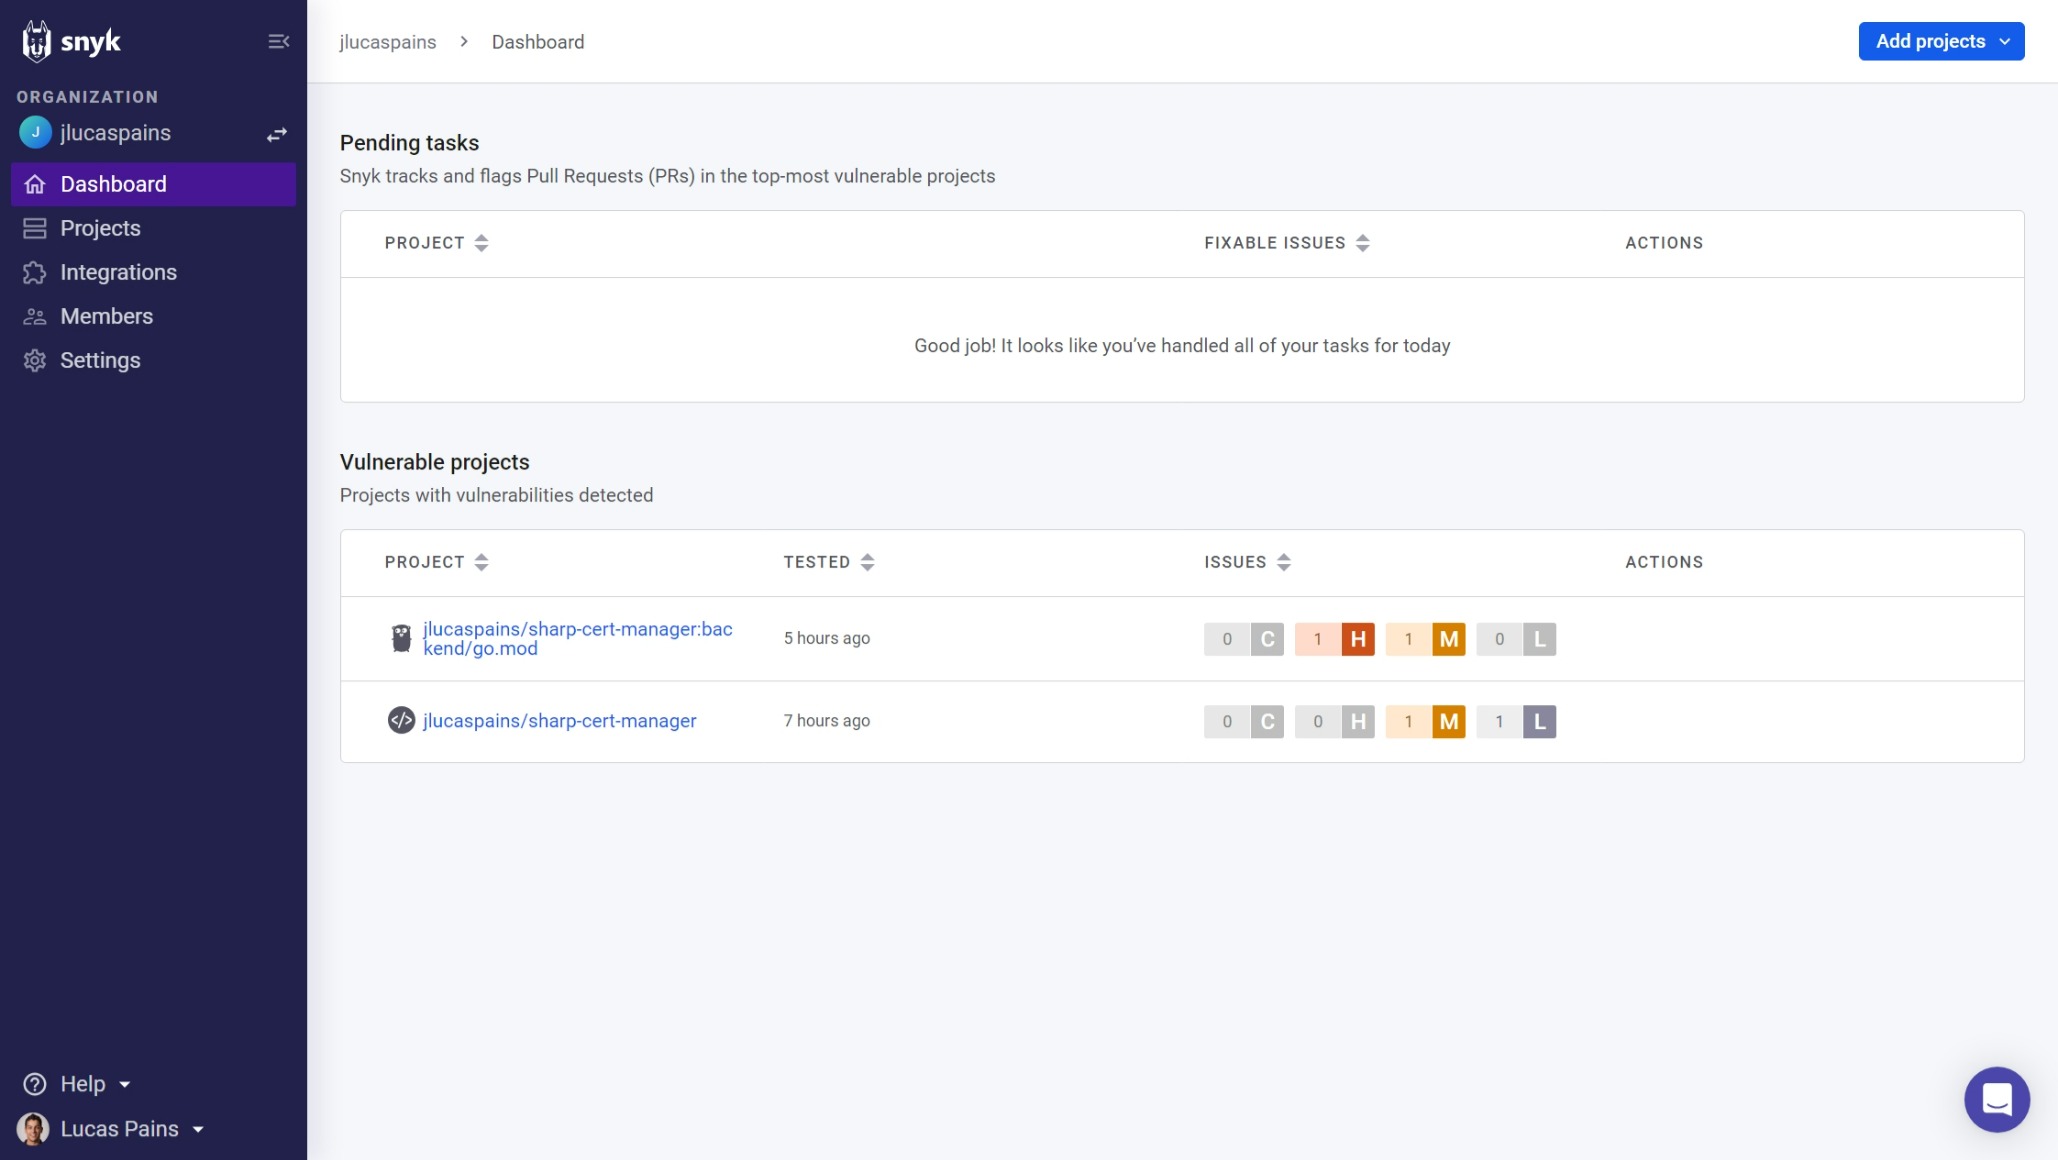 snyk
ORGANIZATION
J jlucaspains
Dashboard
Projects
Integrations
Members
Settings
Help
Lucas Pains
jlucaspains > Dashboard
Add projects
Pending tasks
Snyk tracks and flags Pull Requests (PRs) in the top-most vulnerable projects
PROJECT FIXABLE ISSUES ACTIONS
Good job! It looks like you’ve handled all of your tasks for today
Vulnerable projects
Projects with vulnerabilities detected
PROJECT TESTED ISSUES ACTIONS
jlucaspains/sharp-cert-manager:bac
kend/go.mod
5 hours ago
0 C 1 H 1 M 0 L
</> jlucaspains/sharp-cert-manager 7 hours ago 0 C 0 H 1 M 1 L